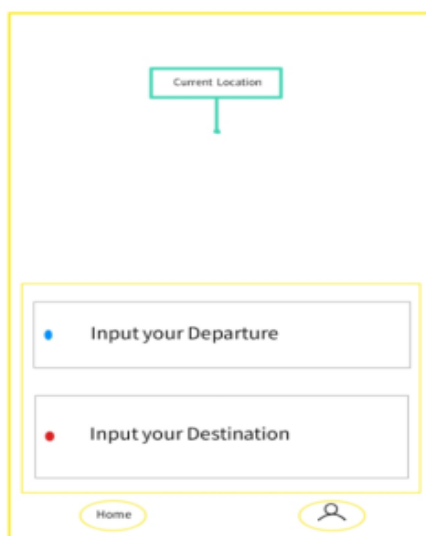 Current Location
Input your Departure
Input your Destination
Home